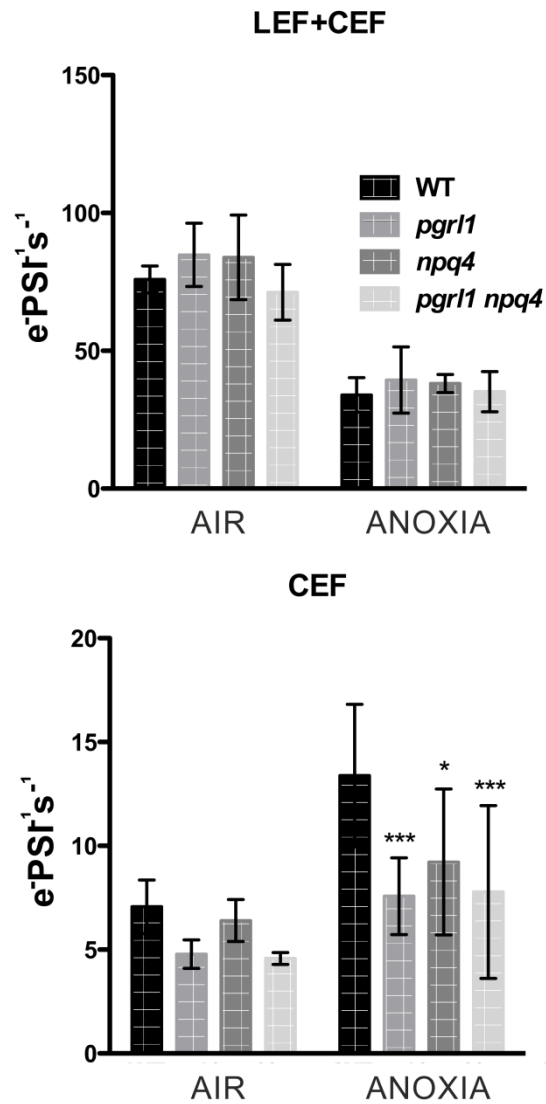 LEF+CEF
150
100
50
0
e⁻PSI⁻¹s⁻¹
WT
pgrl1
npq4
pgrl1 npq4
AIR ANOXIA
CEF
20
15
10
5
0
e⁻PSI⁻¹s⁻¹
***
*
***
AIR ANOXIA